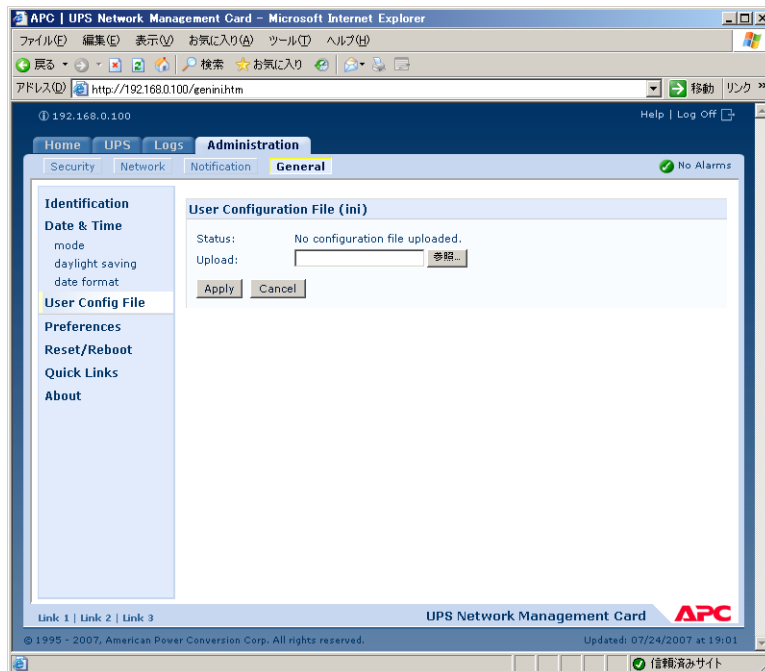 APC | UPS Network Management Card - Microsoft Internet Explorer
ファイル(F) 編集(E) 表示(V) お気に入り(A) ツール(T) ヘルプ(H)
戻る 検索 お気に入り
アドレス(D) http://192.168.0.100/genini.htm 移動 リンク »
192.168.0.100 Help | Log Off
Home UPS Logs Administration
Security Network Notification General No Alarms
Identification
Date & Time
mode
daylight saving
date format
User Config File
Preferences
Reset/Reboot
Quick Links
About
User Configuration File (ini)
Status: No configuration file uploaded.
Upload: 参照...
Apply Cancel
Link 1 | Link 2 | Link 3 UPS Network Management Card APC
© 1995 - 2007, American Power Conversion Corp. All rights reserved. Updated: 07/24/2007 at 19:01
信頼済みサイト